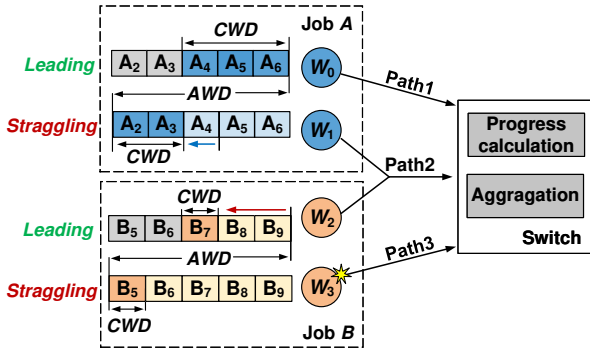 Job A
CWD
Leading
A2 A3 A4 A5 A6
W0
Path1
AWD
Straggling
A2 A3 A4 A5 A6
W1
CWD
Path2
Progress
calculation
Aggragation
Switch
CWD
Leading
B5 B6 B7 B8 B9
W2
AWD
Path3
Straggling
B5 B6 B7 B8 B9
W3
CWD
Job B